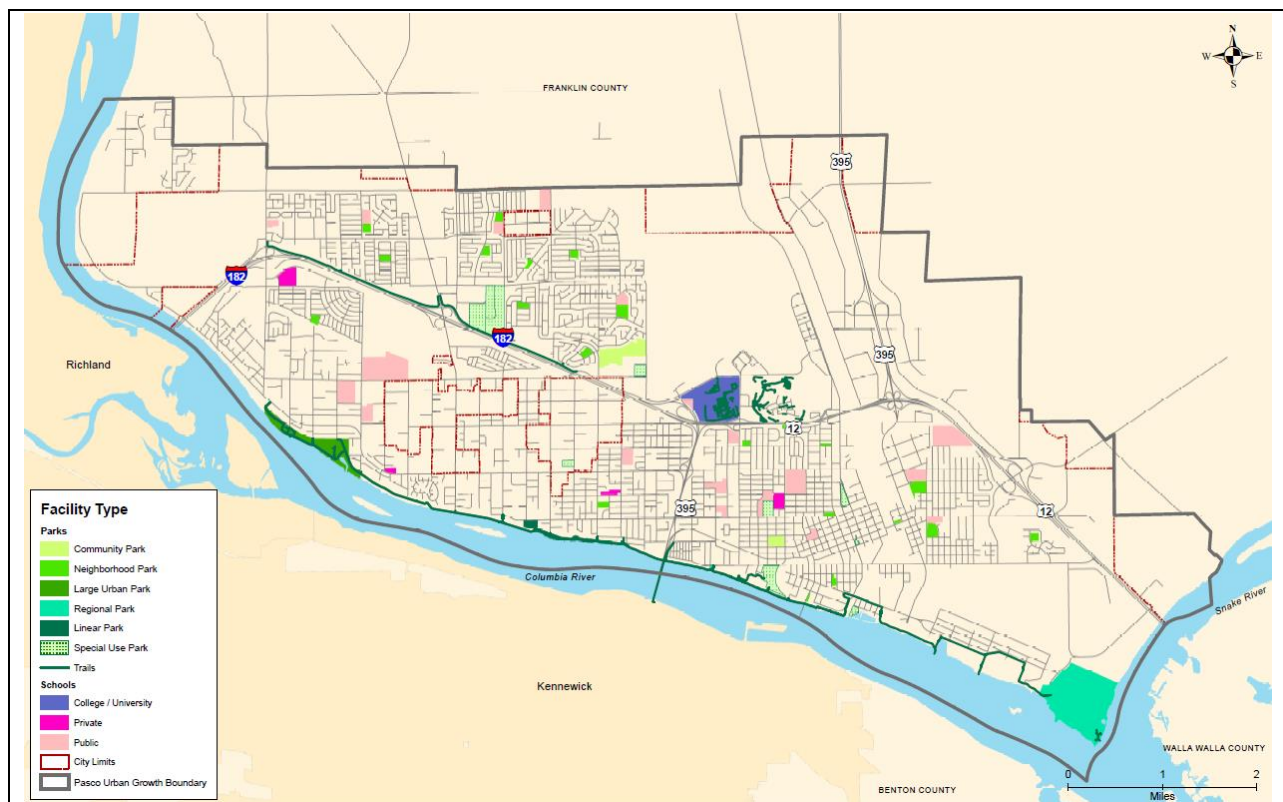 N
W E
S
FRANKLIN COUNTY
395
182
182
Richland
395
12
395
12
Columbia River
Snake River
Kennewick
WALLA WALLA COUNTY
BENTON COUNTY
0 1 2
Miles
Facility Type
Parks
Community Park
Neighborhood Park
Large Urban Park
Regional Park
Linear Park
Special Use Park
Trails
Schools
College / University
Private
Public
City Limits
Pasco Urban Growth Boundary